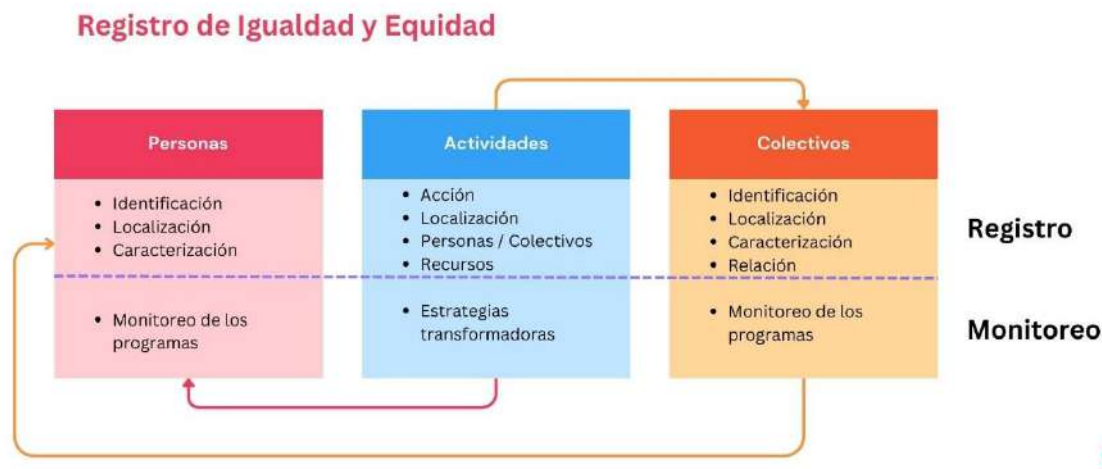 Registro de Igualdad y Equidad
Personas
• Identificación
• Localización
• Caracterización
• Monitoreo de los
programas
Actividades
• Acción
• Localización
• Personas / Colectivos
• Recursos
• Estrategias
transformadoras
Colectivos
• Identificación
• Localización
• Caracterización
• Relación
• Monitoreo de los
programas
Registro
Monitoreo